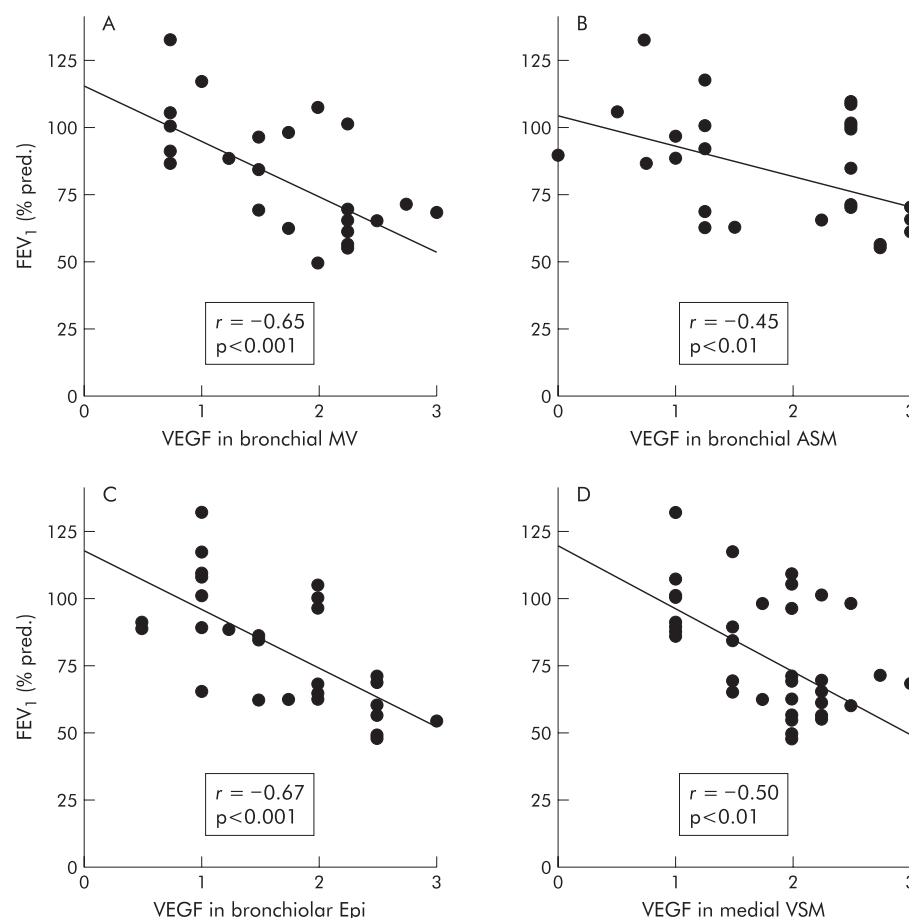 A
125
100
75
50
25
0
FEV1 (% pred.)
r = −0.65
p<0.001
0 1 2 3
VEGF in bronchial MV
B
125
100
75
50
25
0
r = −0.45
p<0.01
0 1 2 3
VEGF in bronchial ASM
C
125
100
75
50
25
0
FEV1 (% pred.)
r = −0.67
p<0.001
0 1 2 3
VEGF in bronchiolar Epi
D
125
100
75
50
25
0
r = −0.50
p<0.01
0 1 2 3
VEGF in medial VSM